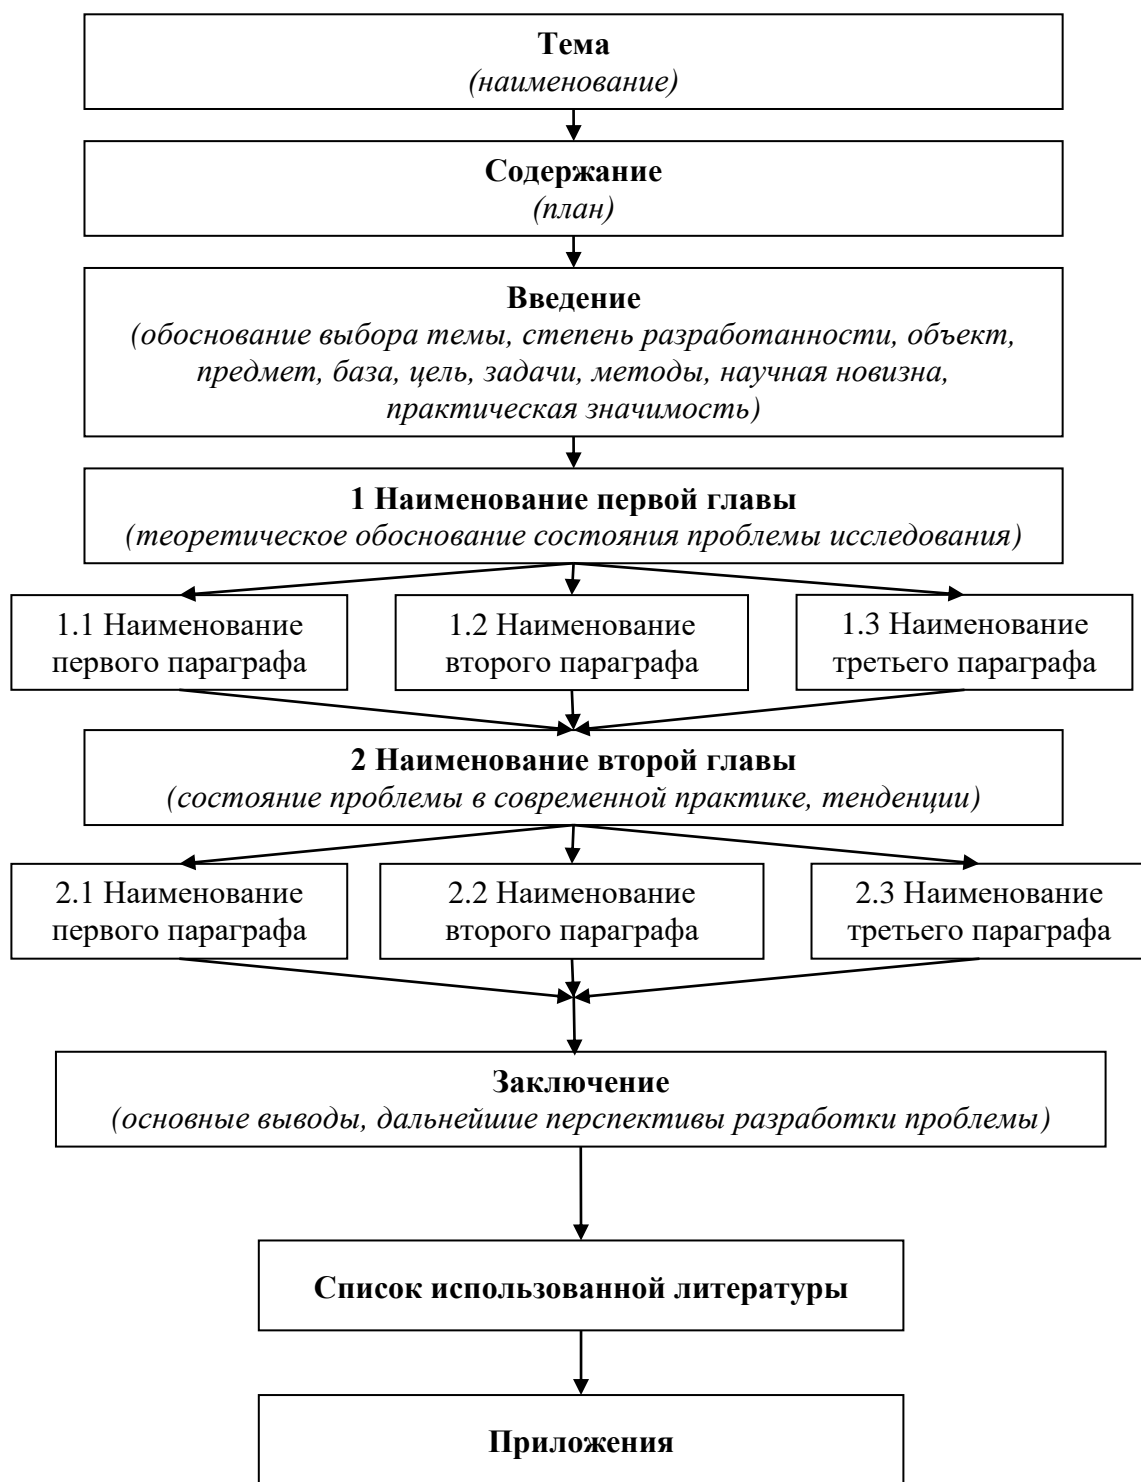 Тема
(наименование)
Содержание
(план)
Введение
(обоснование выбора темы, степень разработанности, объект,
предмет, база, цель, задачи, методы, научная новизна,
практическая значимость)
1 Наименование первой главы
(теоретическое обоснование состояния проблемы исследования)
1.1 Наименование
первого параграфа
1.2 Наименование
второго параграфа
1.3 Наименование
третьего параграфа
2 Наименование второй главы
(состояние проблемы в современной практике, тенденции)
2.1 Наименование
первого параграфа
2.2 Наименование
второго параграфа
2.3 Наименование
третьего параграфа
Заключение
(основные выводы, дальнейшие перспективы разработки проблемы)
Список использованной литературы
Приложения